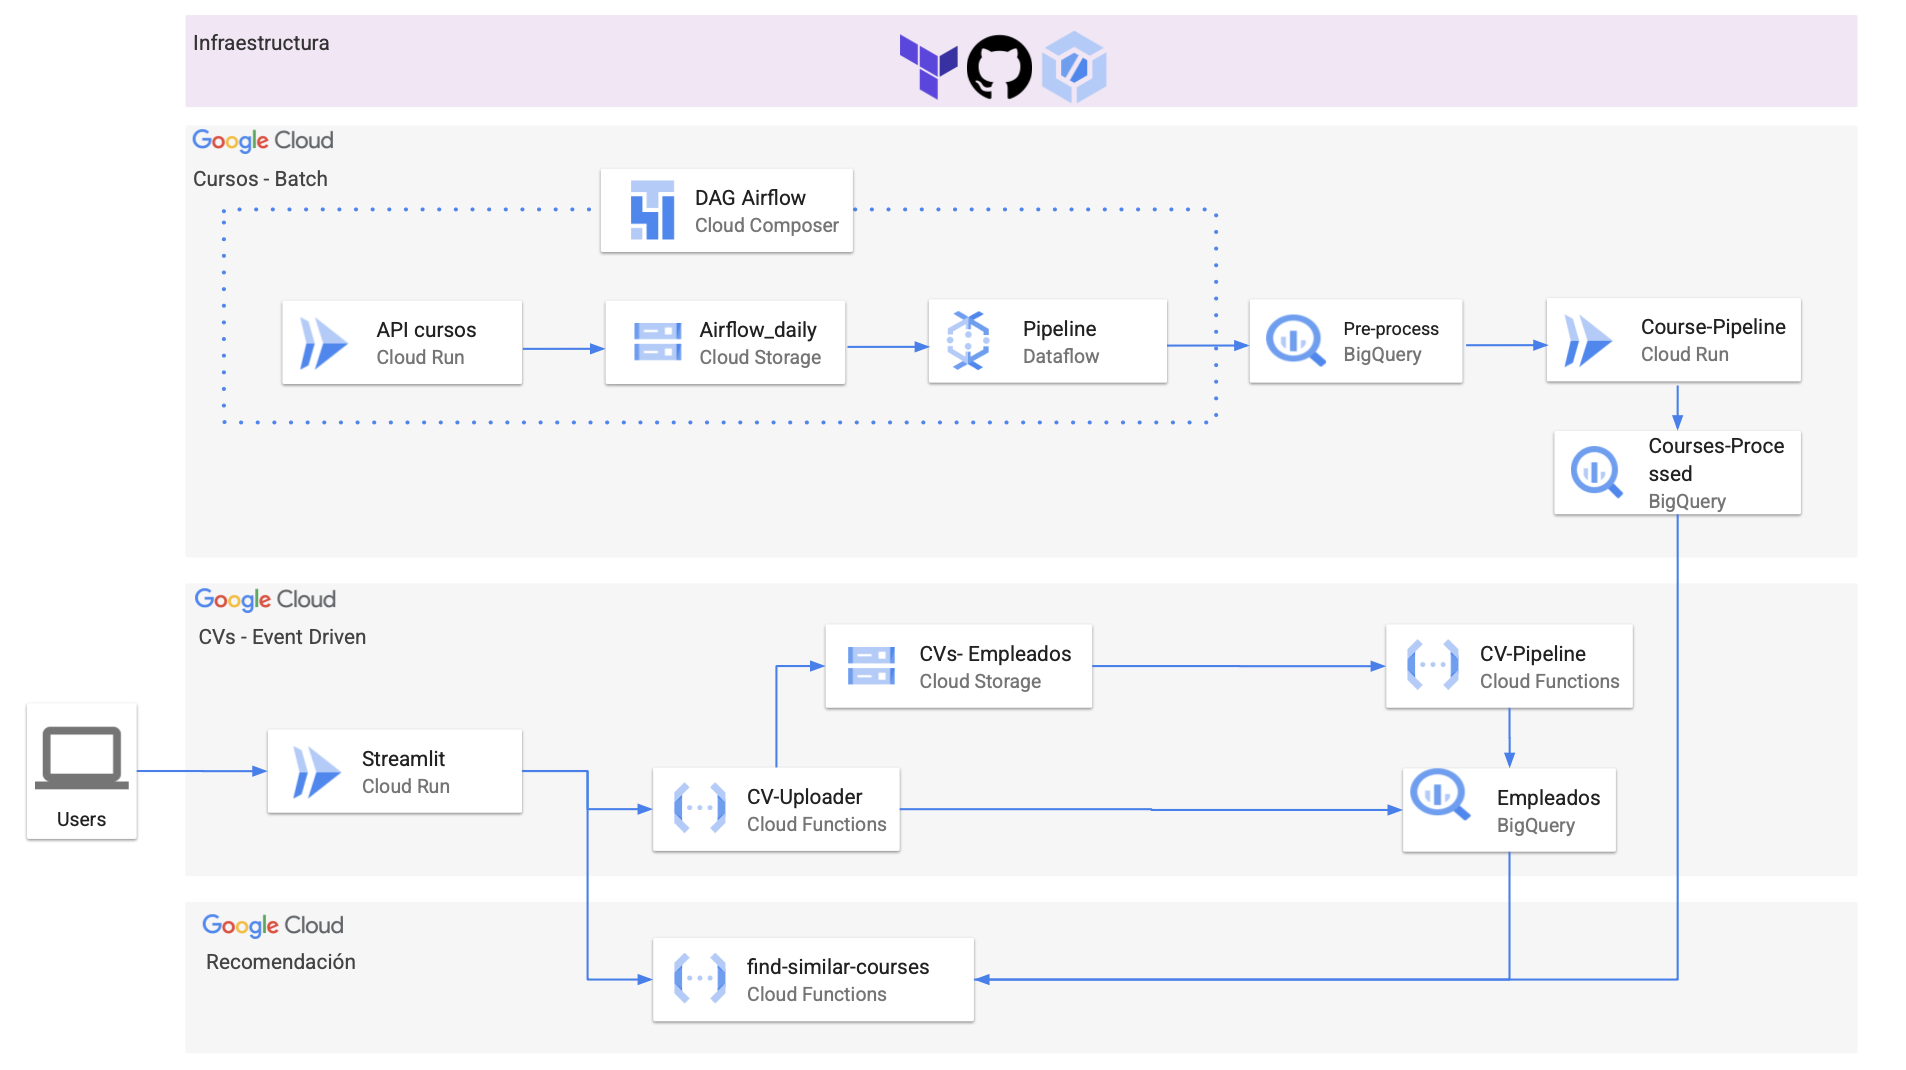 Infraestructura
Google Cloud
Cursos - Batch
DAG Airflow
Cloud Composer
API cursos
Cloud Run
Airflow_daily
Cloud Storage
Pipeline
Dataflow
Pre-process
BigQuery
Course-Pipeline
Cloud Run
Courses-Proce
ssed
BigQuery
Google Cloud
CVs - Event Driven
CVs- Empleados
Cloud Storage
CV-Pipeline
Cloud Functions
Users
Streamlit
Cloud Run
CV-Uploader
Cloud Functions
Empleados
BigQuery
Google Cloud
Recomendación
find-similar-courses
Cloud Functions